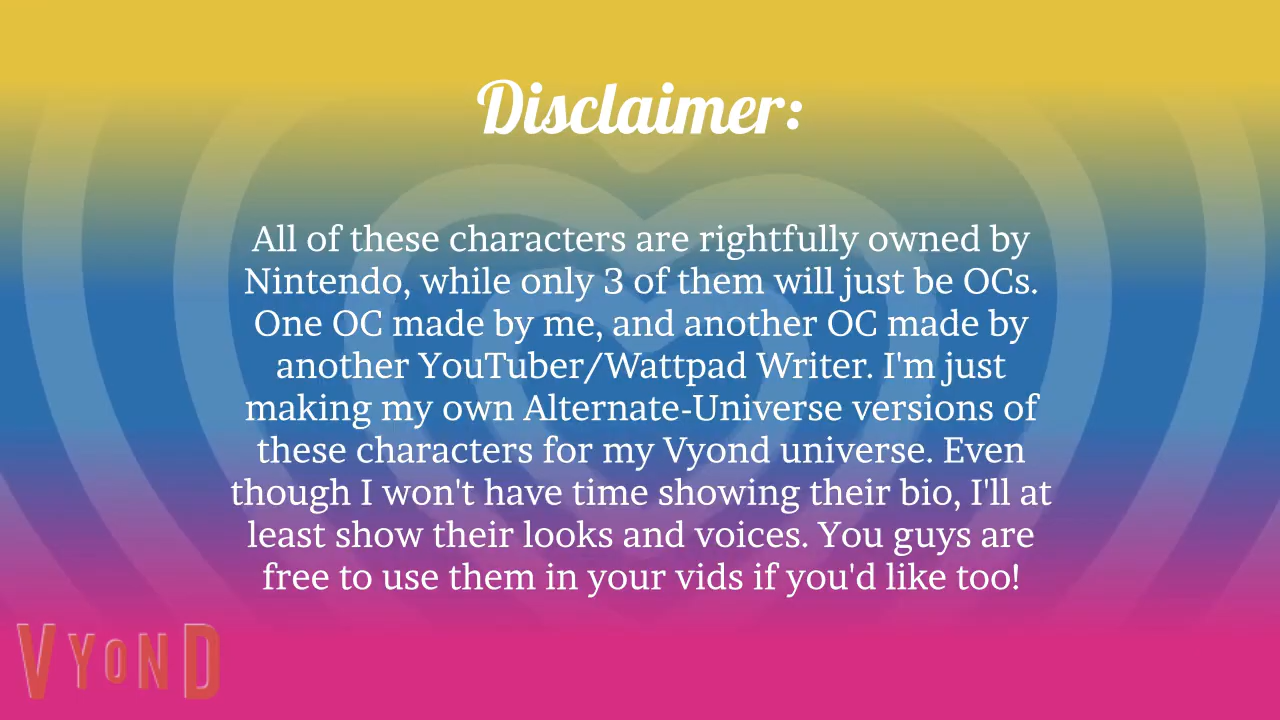 Disclaimer:
All of these characters are rightfully owned by
Nintendo, while only 3 of them will just be OCs.
One OC made by me, and another OC made by
another YouTuber/Wattpad Writer. I'm just
making my own Alternate-Universe versions of
these characters for my Vyond universe. Even
though I won't have time showing their bio, I'll at
least show their looks and voices. You guys are
free to use them in your vids if you'd like too!
VYOND